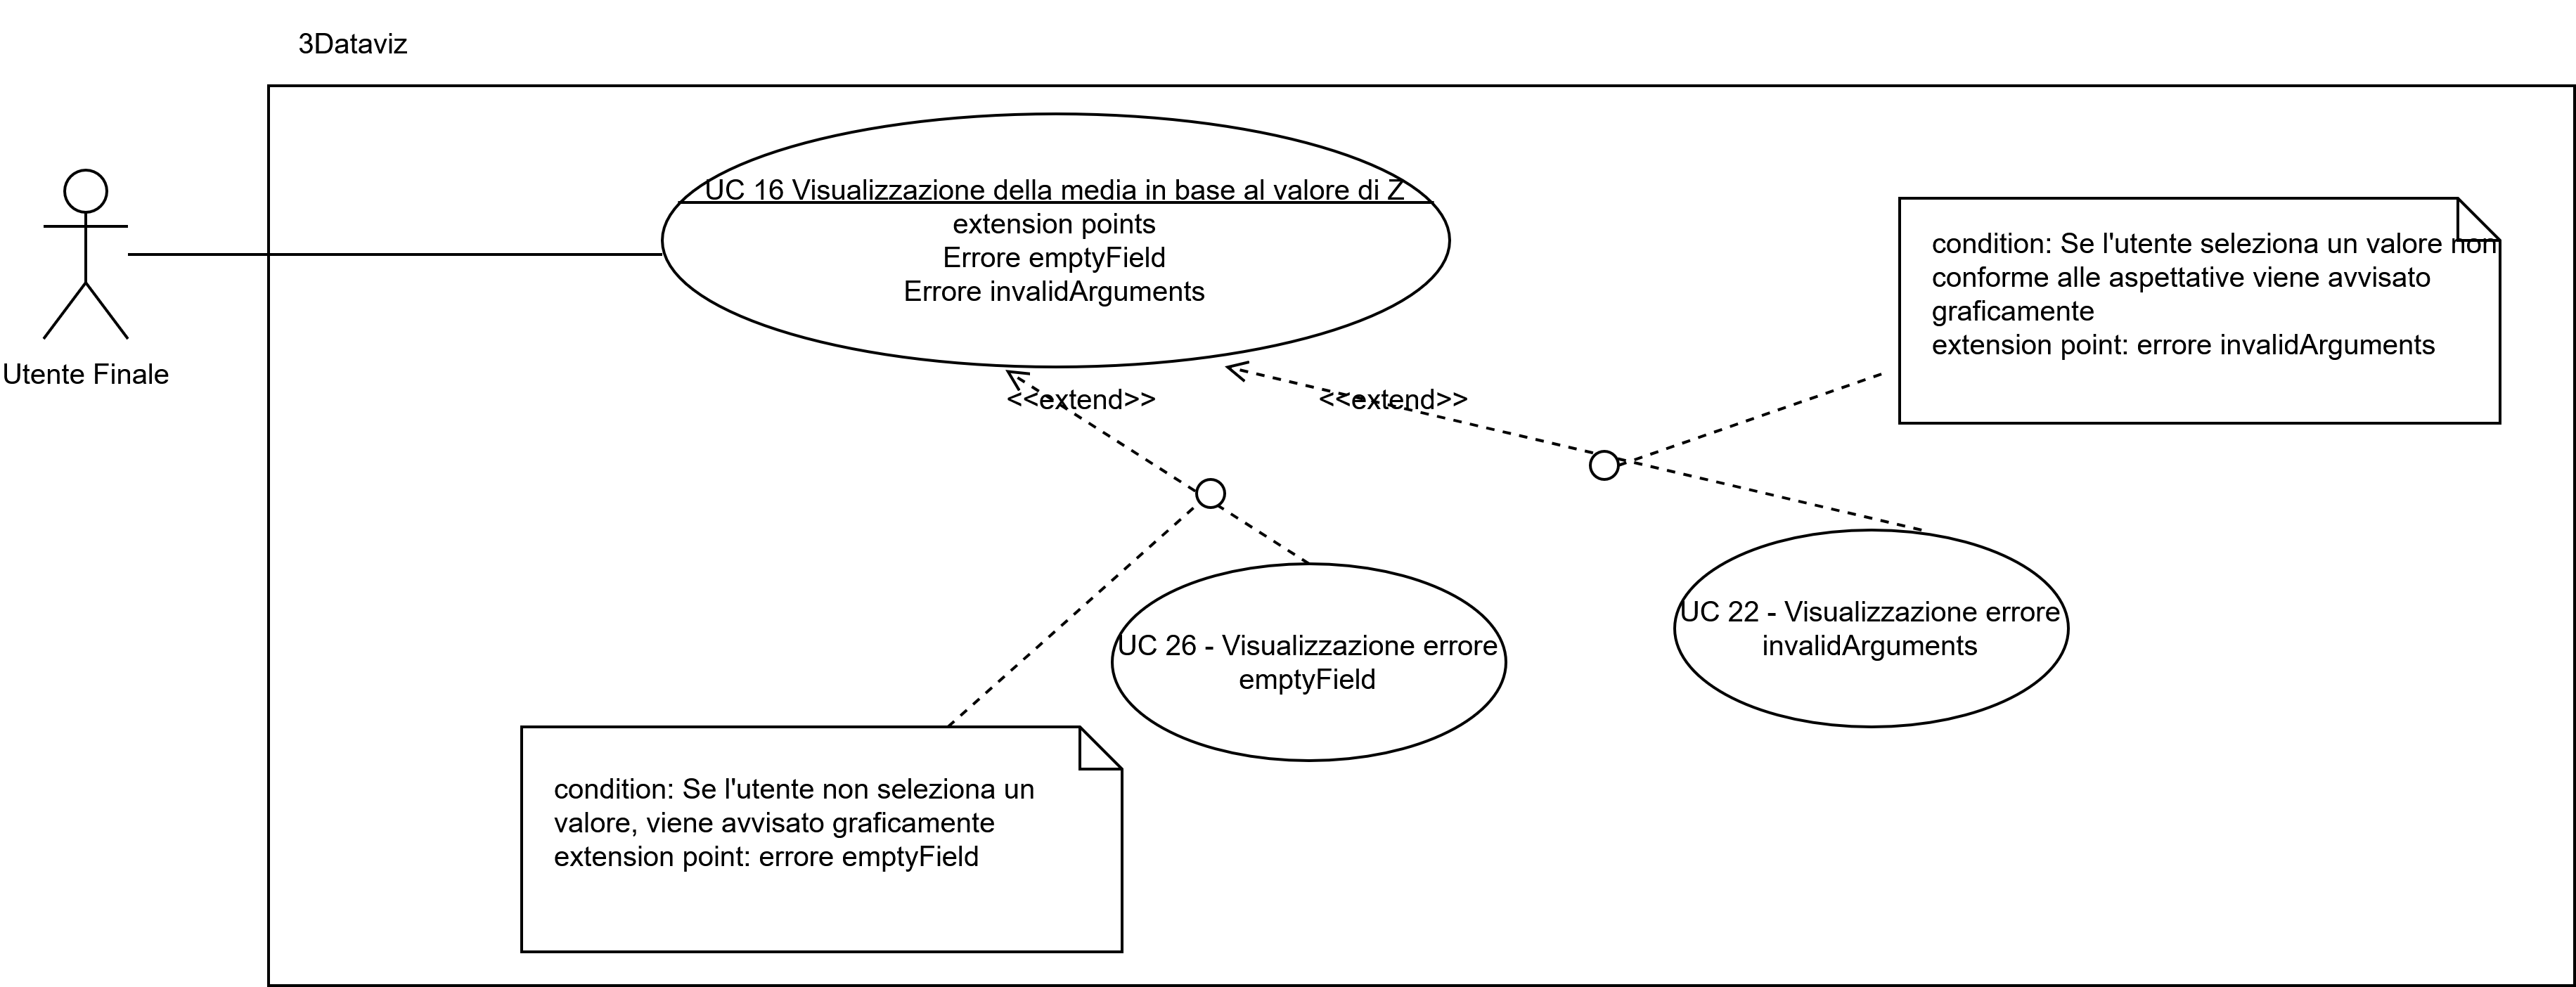 3Dataviz
UC 16 Visualizzazione della media in base al valore di Z
extension points
Errore emptyField
Errore invalidArguments
condition: Se l'utente seleziona un valore non
conforme alle aspettative viene avvisato
graficamente
extension point: errore invalidArguments
Utente Finale
<<extend>>
<<extend>>
UC 22 - Visualizzazione errore
invalidArguments
UC 26 - Visualizzazione errore
emptyField
condition: Se l'utente non seleziona un
valore, viene avvisato graficamente
extension point: errore emptyField